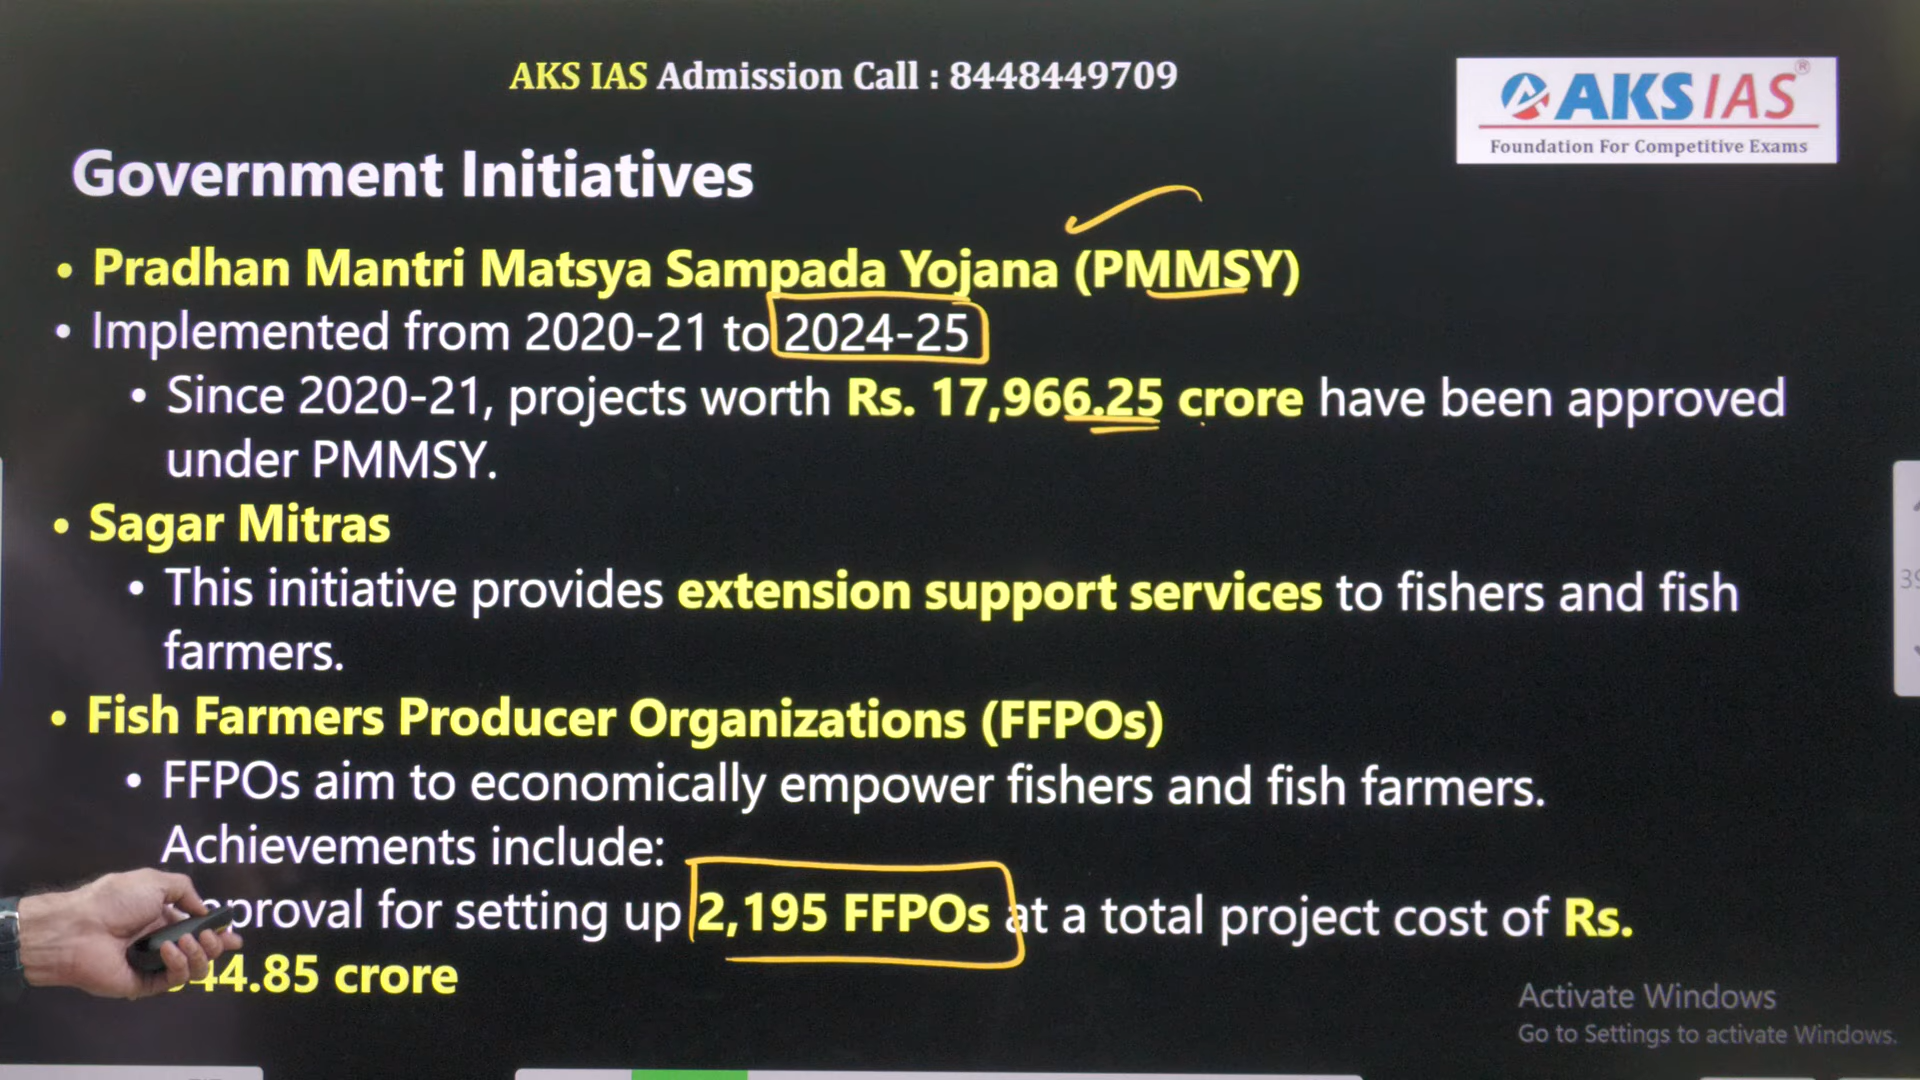 AKS IAS Admission Call : 8448449709
AKS IAS®
Foundation For Competitive Exams
Government Initiatives
• Pradhan Mantri Matsya Sampada Yojana (PMMSY)
• Implemented from 2020-21 to 2024-25
• Since 2020-21, projects worth Rs. 17,966.25 crore have been approved
under PMMSY.
• Sagar Mitras
• This initiative provides extension support services to fishers and fish
farmers.
• Fish Farmers Producer Organizations (FFPOs)
• FFPOs aim to economically empower fishers and fish farmers.
Achievements include:
for setting up 2,195 FFPOs at a total project cost of Rs.
crore
Activate Windows
Go to Settings to activate Windows.